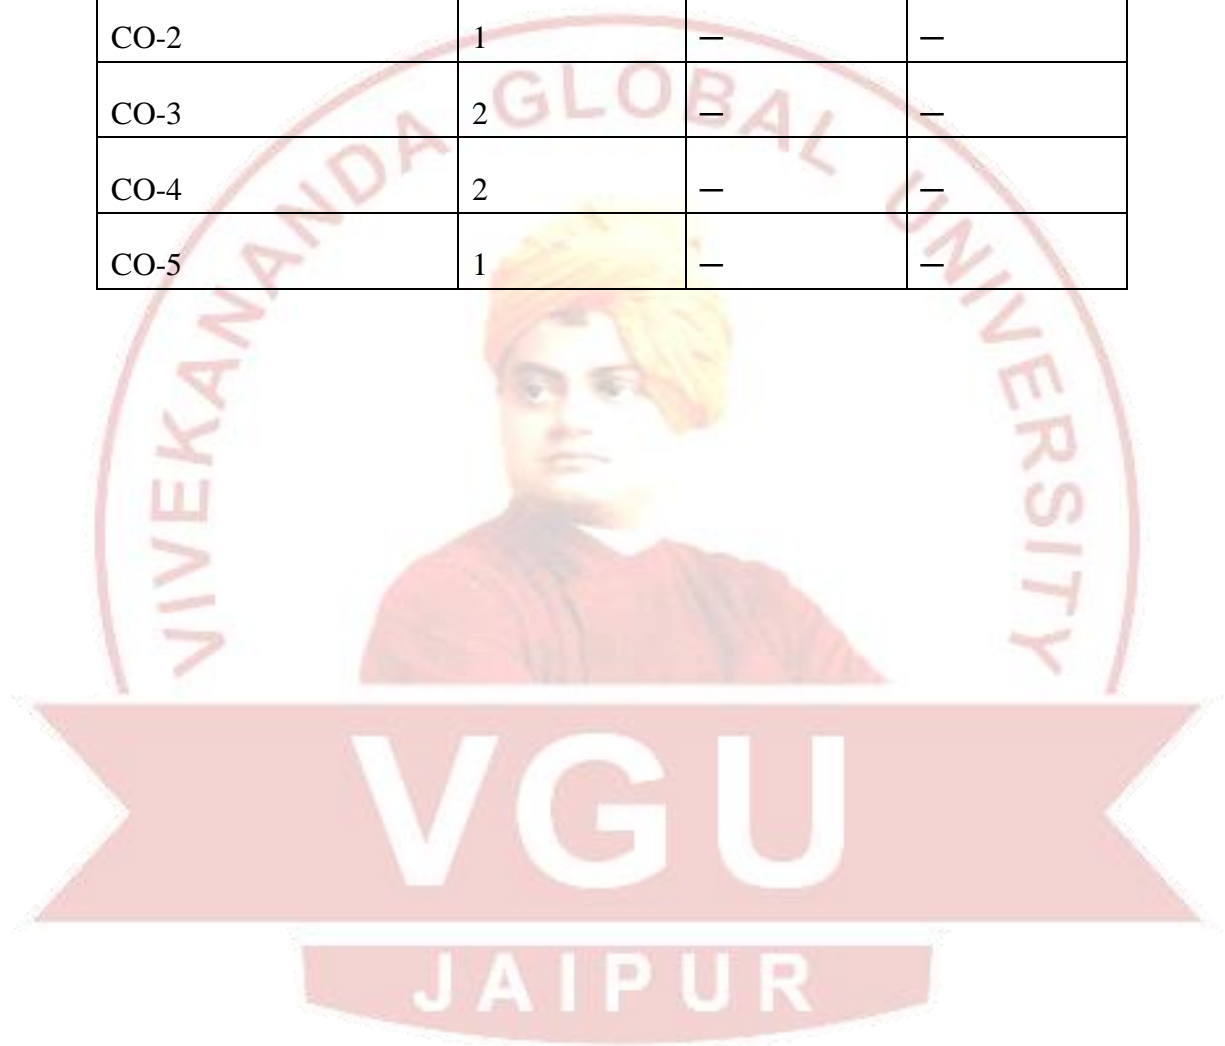 CO-2 1 — —
CO-3 2 — —
CO-4 2 — —
CO-5 1 — —
VIVEKANANDA GLOBAL UNIVERSITY
VGU
JAIPUR